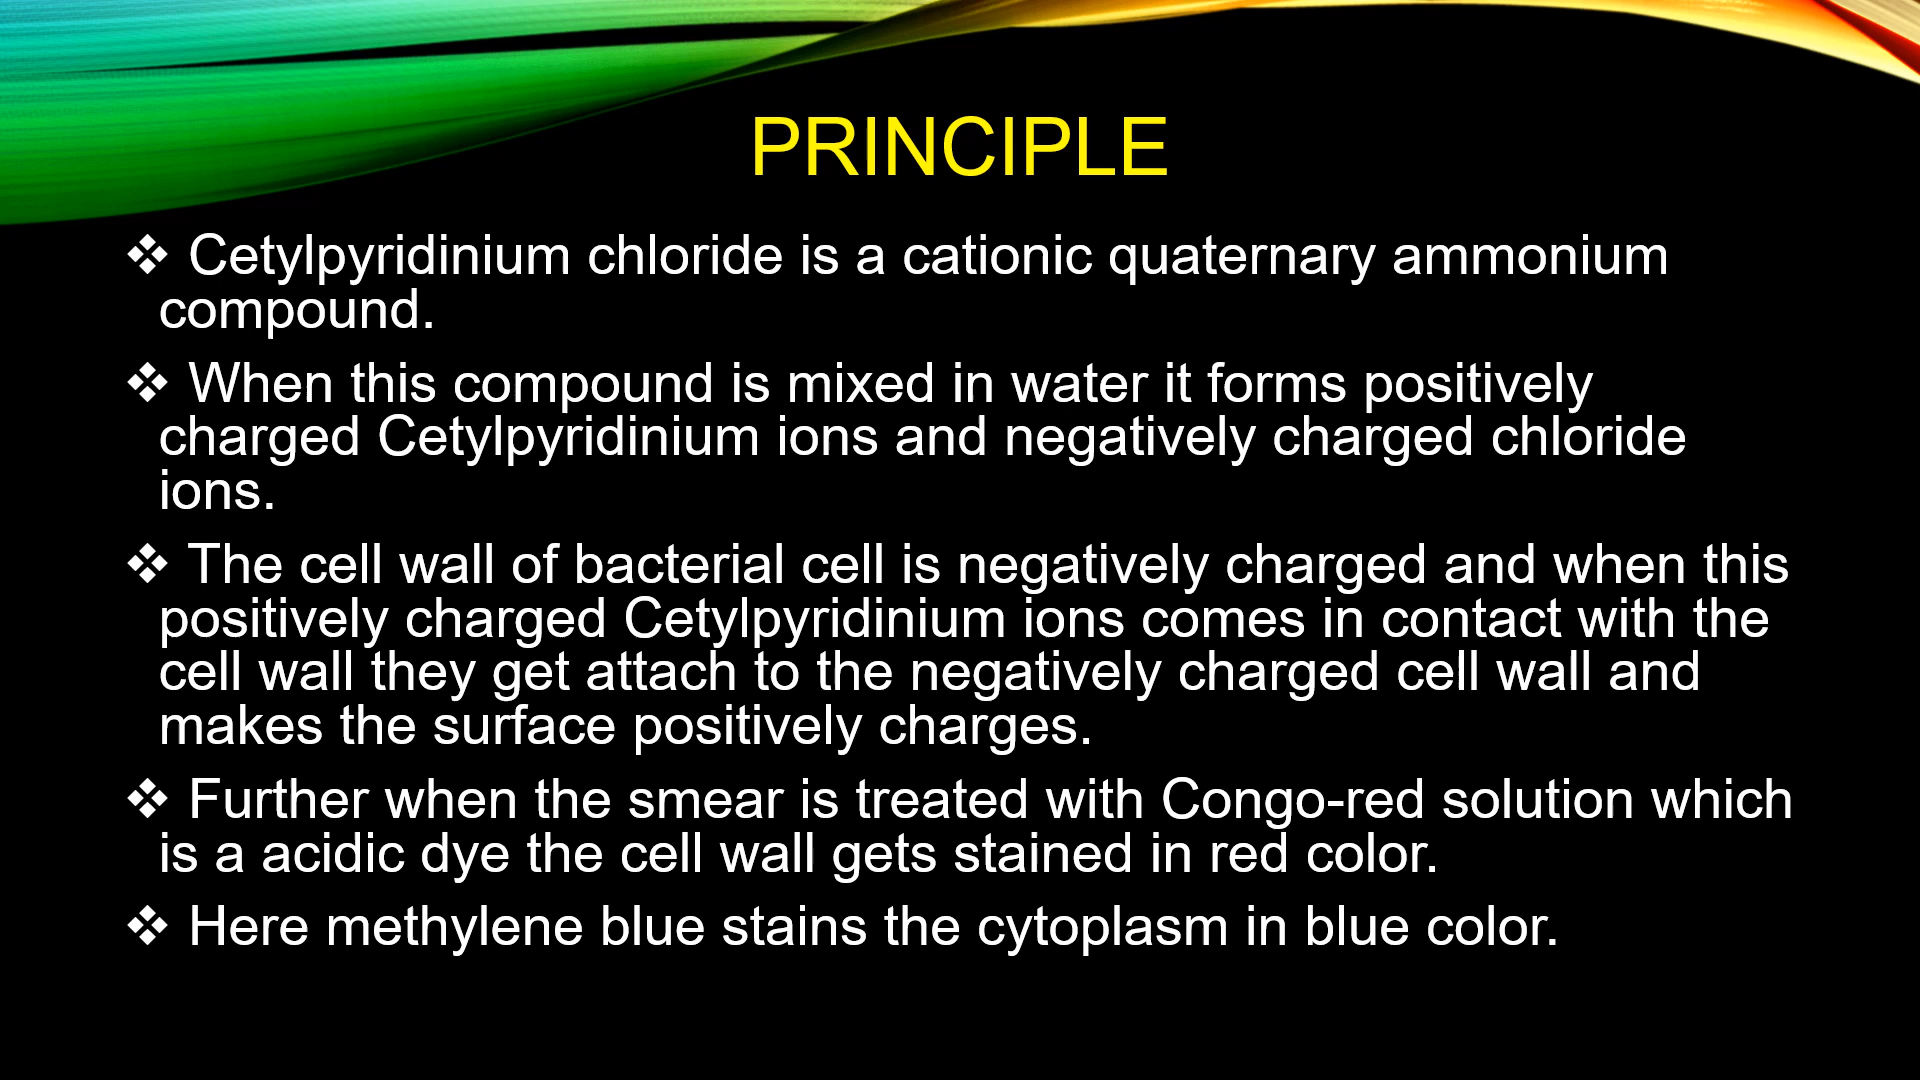 PRINCIPLE
❖ Cetylpyridinium chloride is a cationic quaternary ammonium
compound.
❖ When this compound is mixed in water it forms positively
charged Cetylpyridinium ions and negatively charged chloride
ions.
❖ The cell wall of bacterial cell is negatively charged and when this
positively charged Cetylpyridinium ions comes in contact with the
cell wall they get attach to the negatively charged cell wall and
makes the surface positively charges.
❖ Further when the smear is treated with Congo-red solution which
is a acidic dye the cell wall gets stained in red color.
❖ Here methylene blue stains the cytoplasm in blue color.